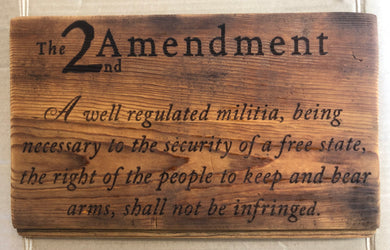 The 2nd Amendment
A well regulated militia, being
necessary to the security of a free state,
the right of the people to keep and bear
arms, shall not be infringed.